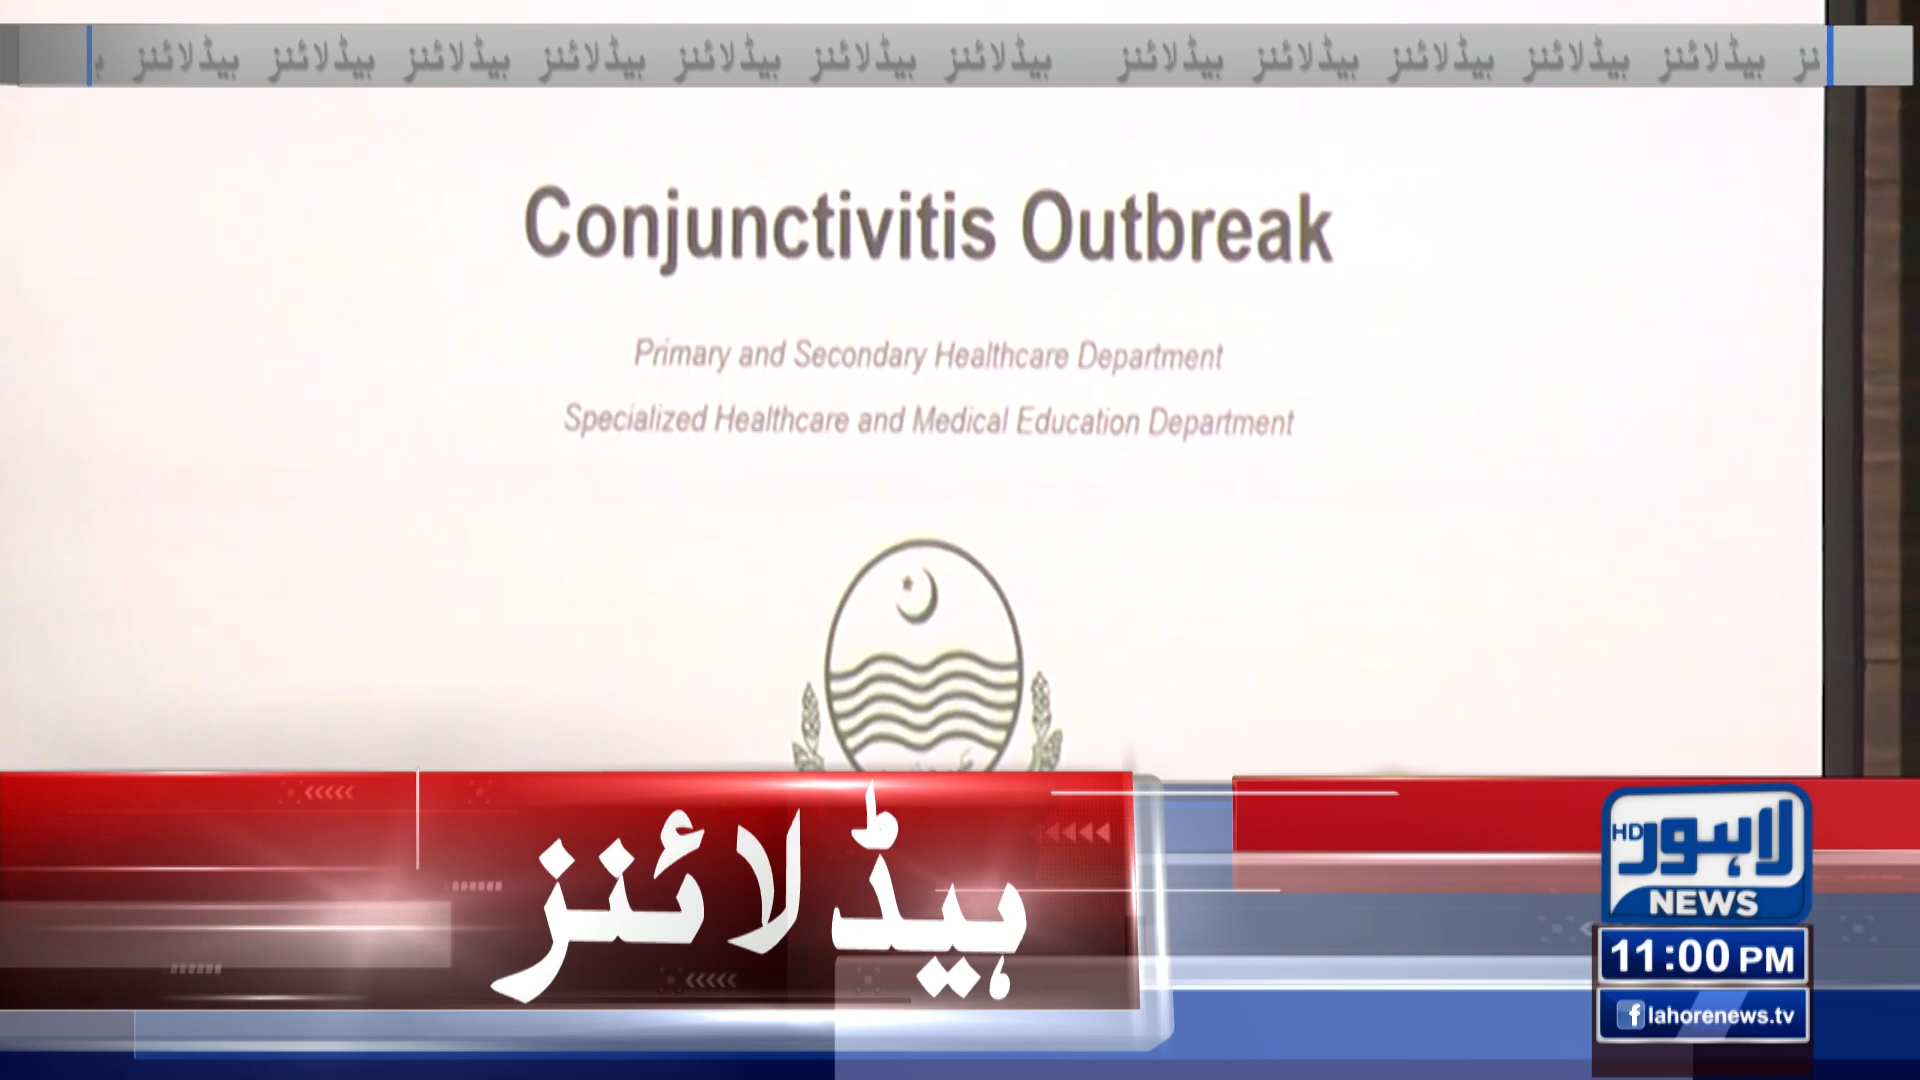 ہیڈلائنز ہیڈلائنز ہیڈلائنز ہیڈلائنز ہیڈلائنز ہیڈلائنز ہیڈلائنز ہیڈلائنز ہیڈلائنز ہیڈلائنز ہیڈلائنز ہیڈلائنز
Conjunctivitis Outbreak
Primary and Secondary Healthcare Department
Specialized Healthcare and Medical Education Department
ہیڈلائنز
لاہور HD
NEWS
11:00 PM
lahorenews.tv